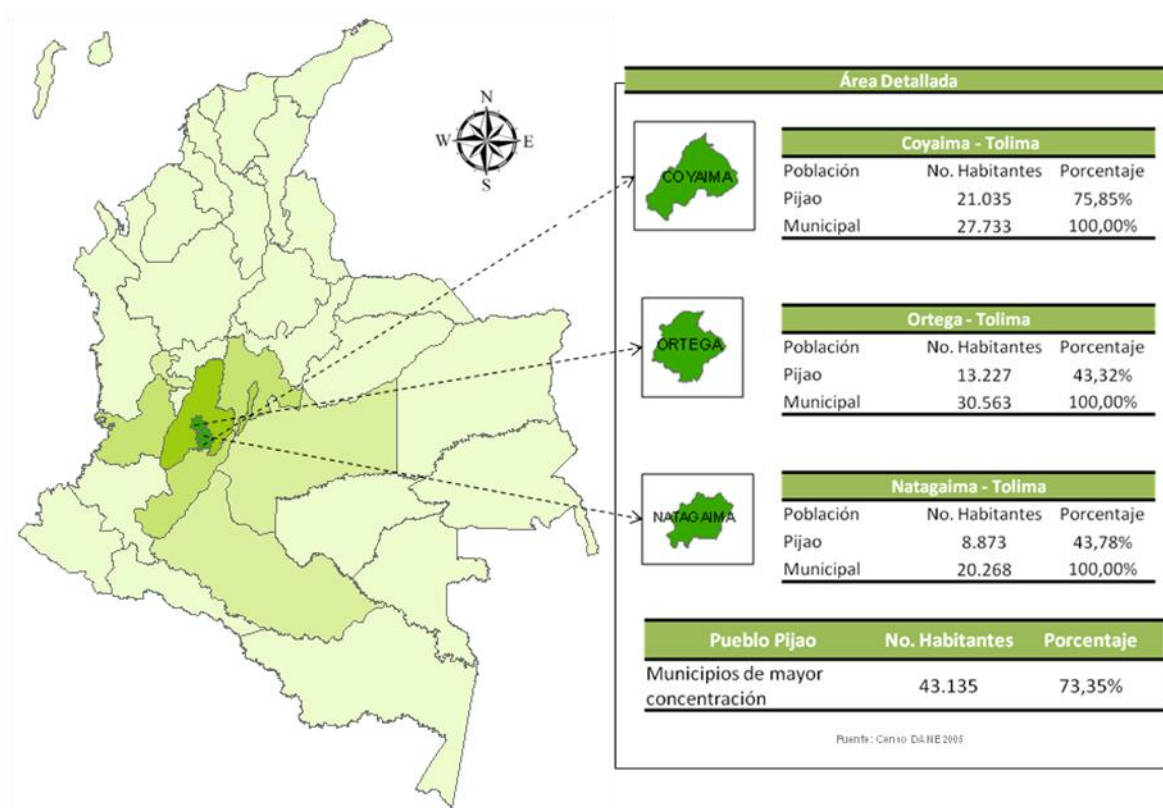 N
W E
S
Área Detallada
COYAIMA
Coyaima - Tolima
Población No. Habitantes Porcentaje
Pijao 21.035 75,85%
Municipal 27.733 100,00%
ORTEGA
Ortega - Tolima
Población No. Habitantes Porcentaje
Pijao 13.227 43,32%
Municipal 30.563 100,00%
NATAGAIMA
Natagaima - Tolima
Población No. Habitantes Porcentaje
Pijao 8.873 43,78%
Municipal 20.268 100,00%
Pueblo Pijao No. Habitantes Porcentaje
Municipios de mayor
concentración 43.135 73,35%
Fuente: Censo DANE 2005